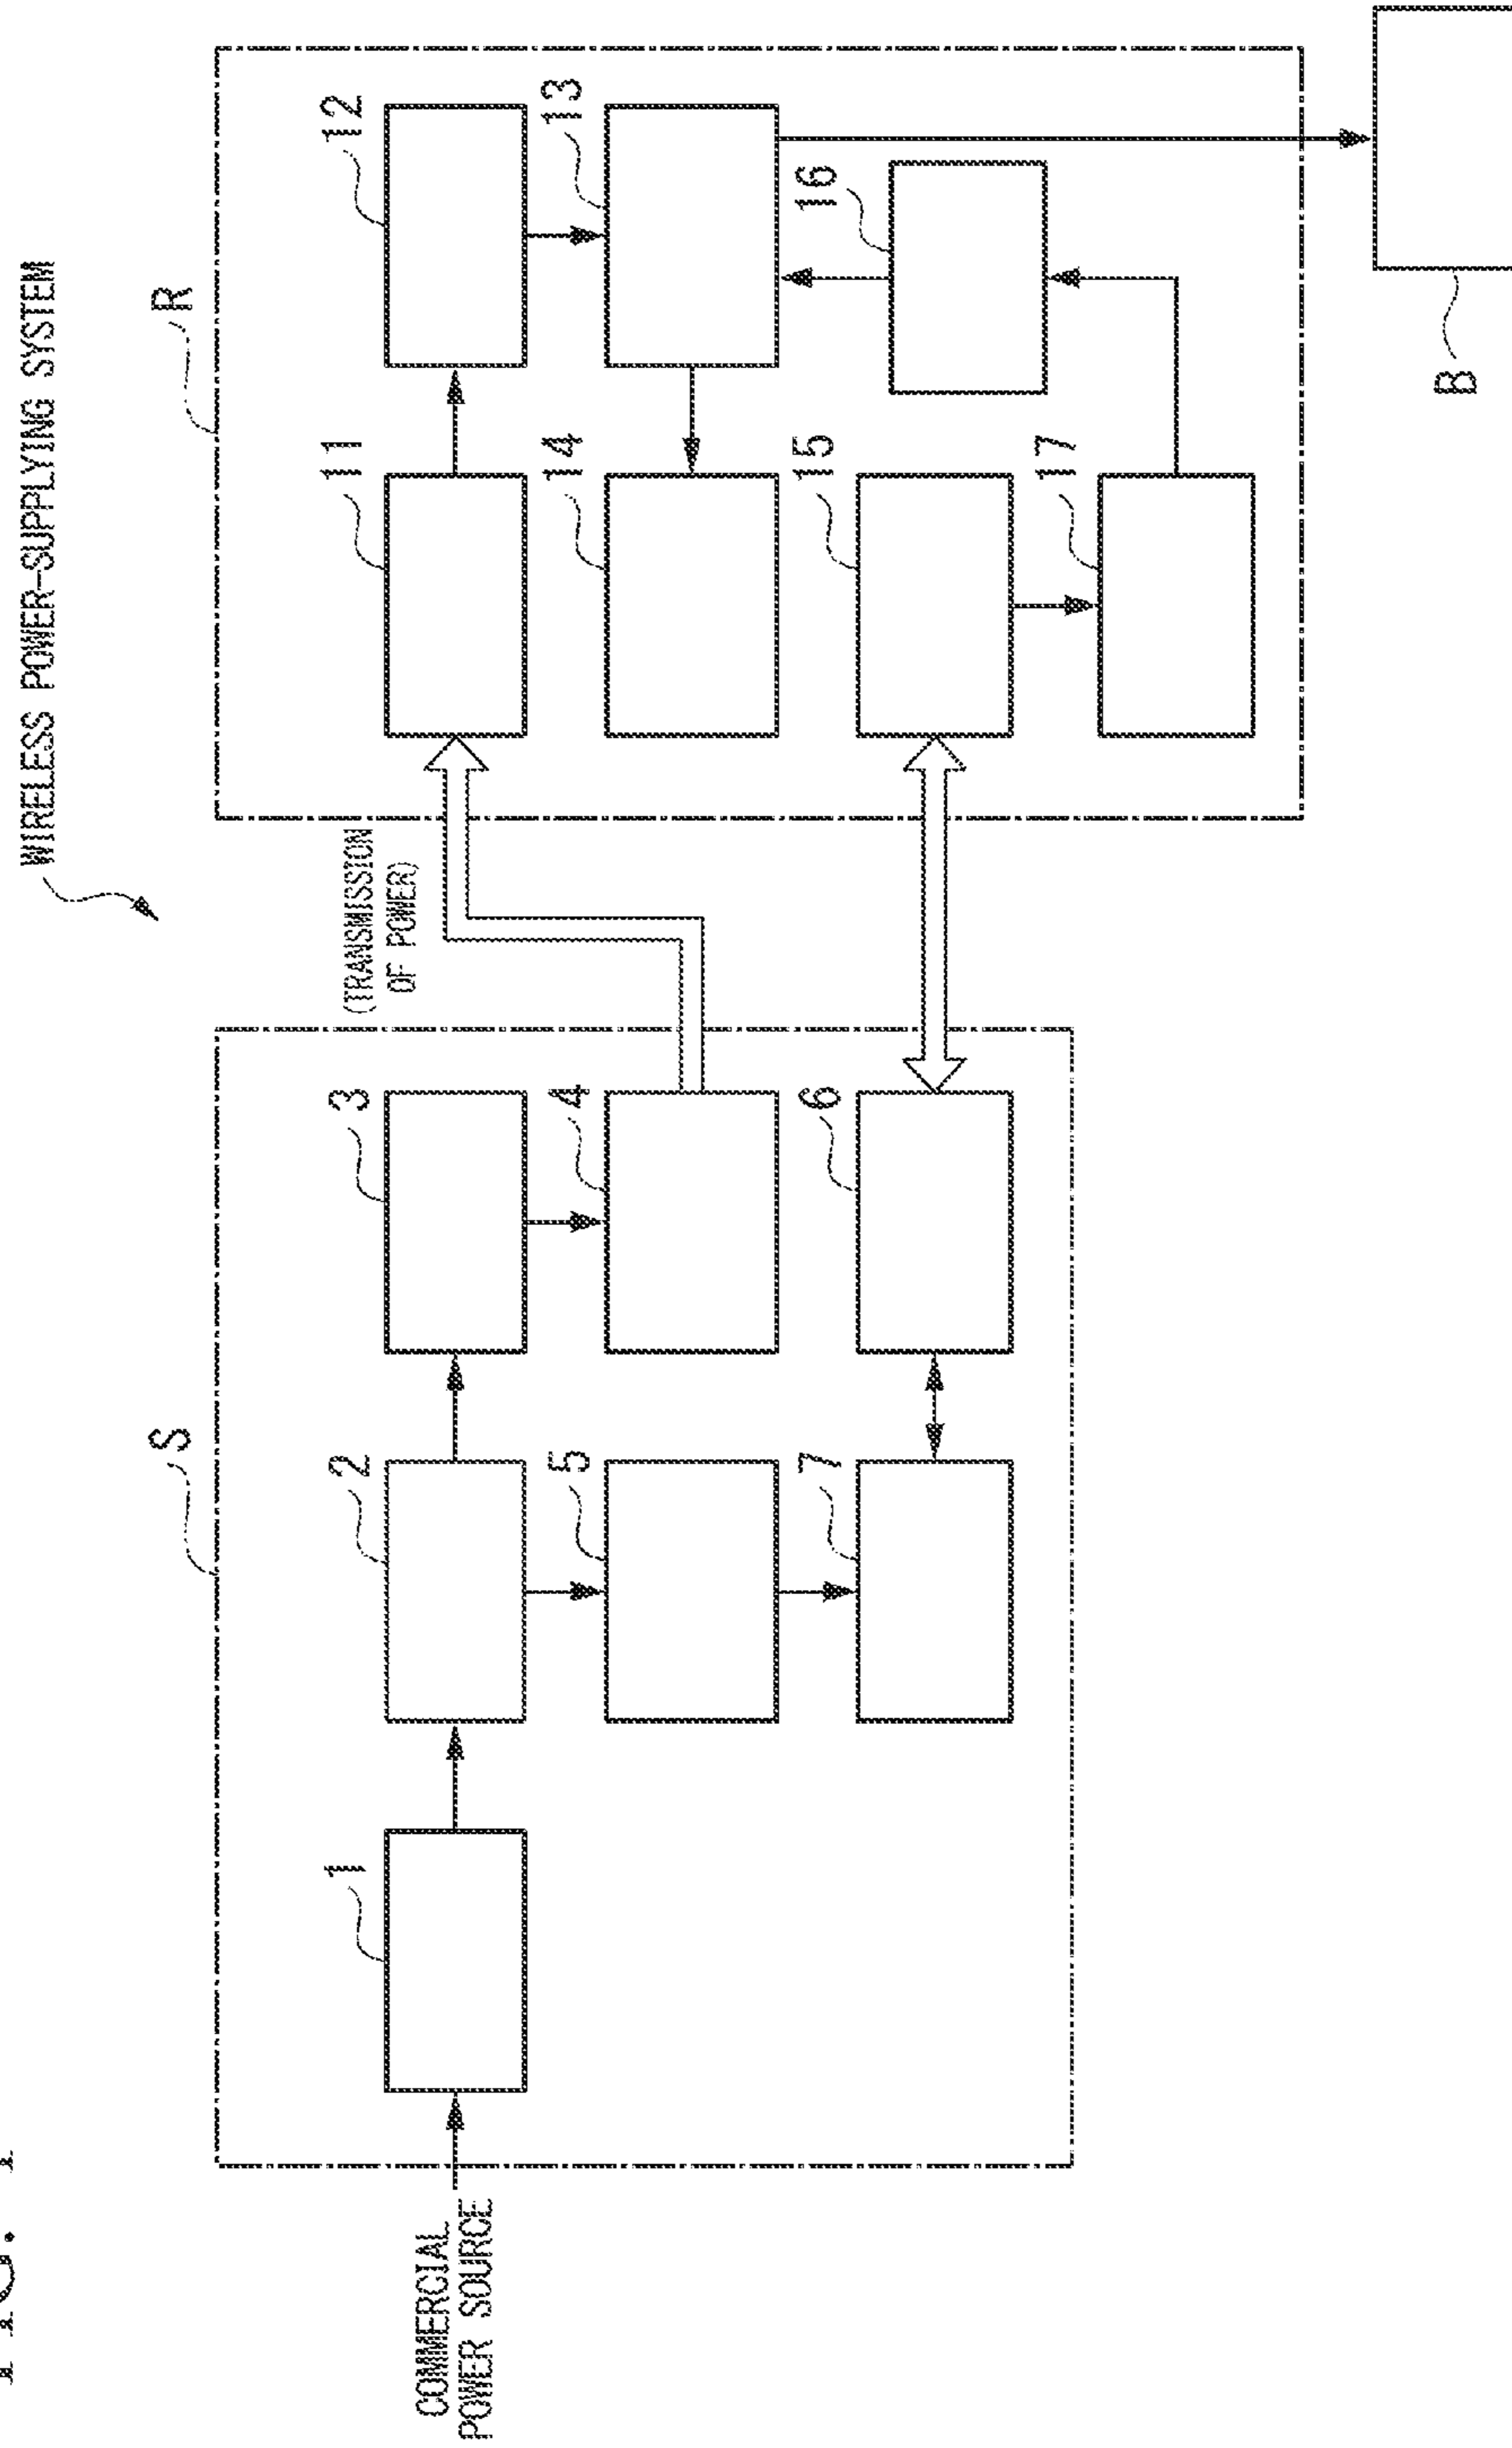 WIRELESS POWER-SUPPLYING SYSTEM
S
R
1
2
3
(TRANSMISSION
OF POWER)
11
12
COMMERCIAL
POWER SOURCE
5
4
14
13
7
6
15
16
17
B